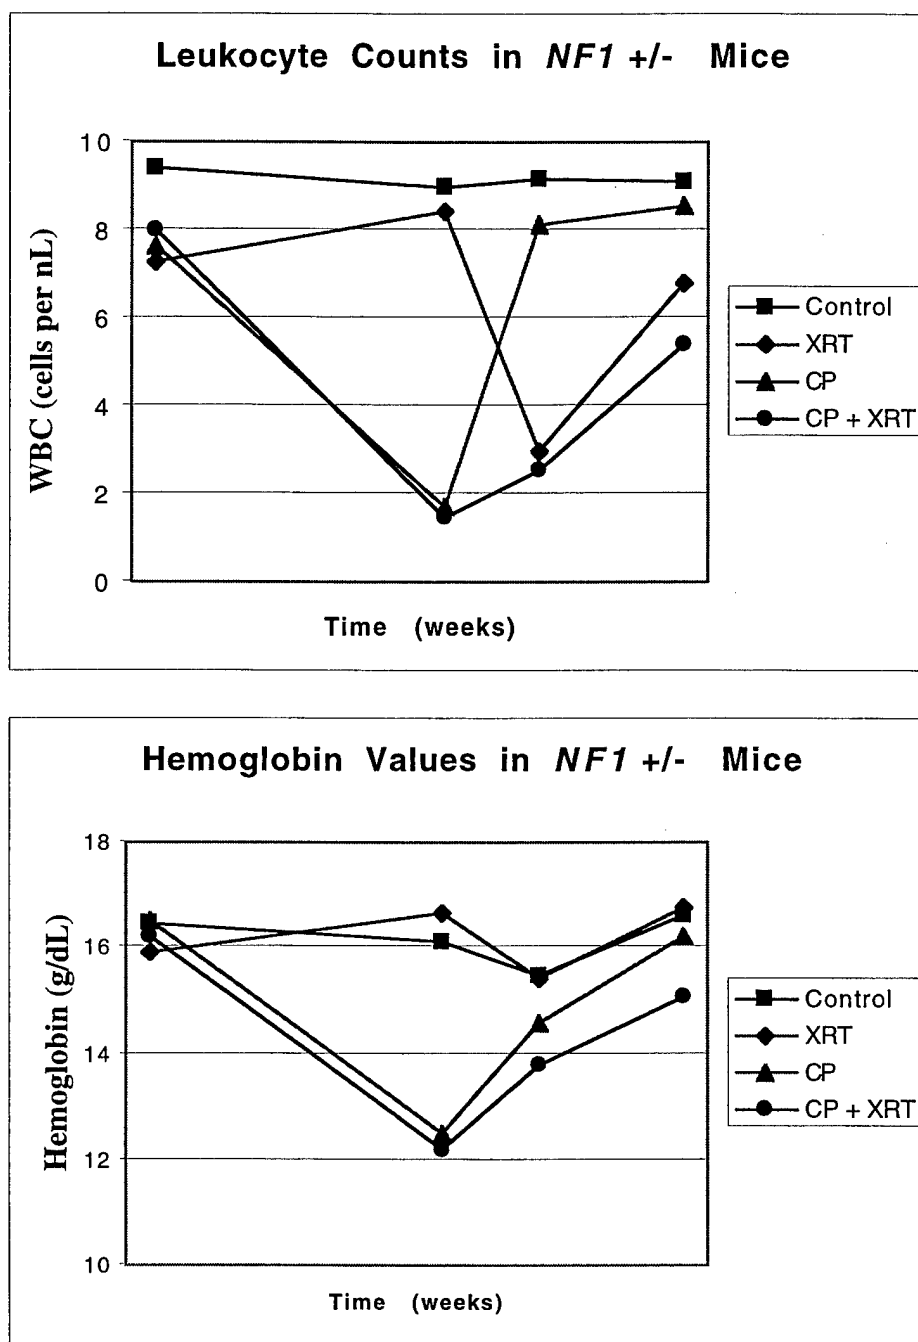 Leukocyte Counts in NF1 +/- Mice
10
8
6
4
2
0
WBC (cells per nL)
Time (weeks)
Control
XRT
CP
CP + XRT
Hemoglobin Values in NF1 +/- Mice
18
16
14
12
10
Hemoglobin (g/dL)
Time (weeks)
Control
XRT
CP
CP + XRT